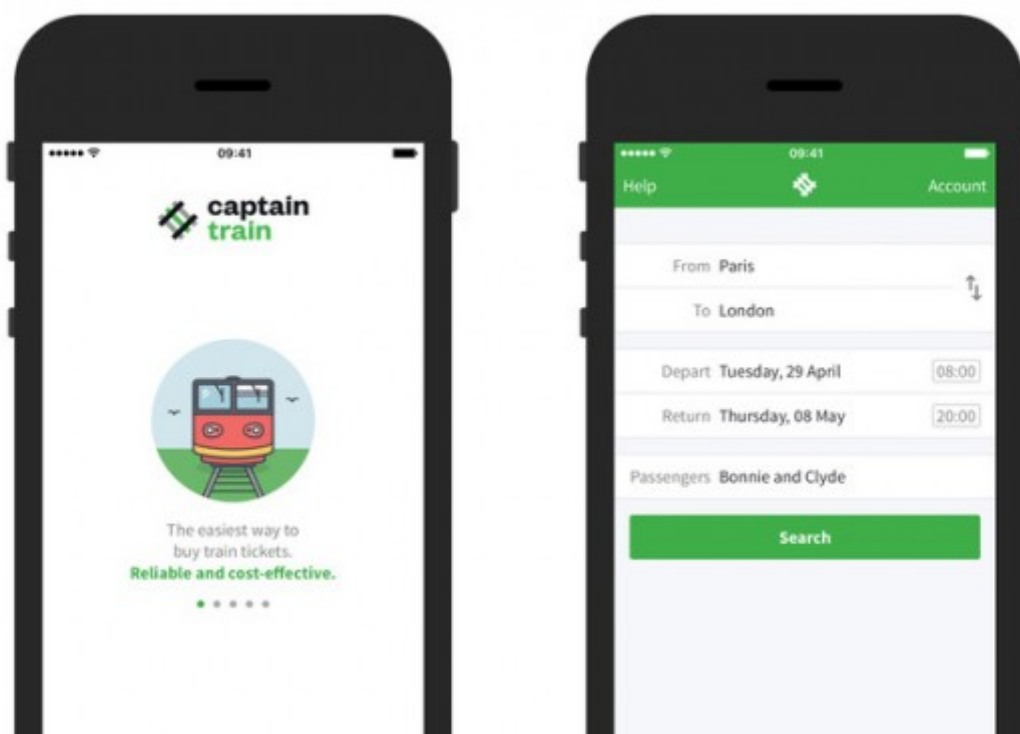 09:41
captain
train
The easiest way to
buy train tickets.
Reliable and cost-effective.
09:41
Help
Account
From Paris
To London
Depart Tuesday, 29 April 08:00
Return Thursday, 08 May 20:00
Passengers Bonnie and Clyde
Search